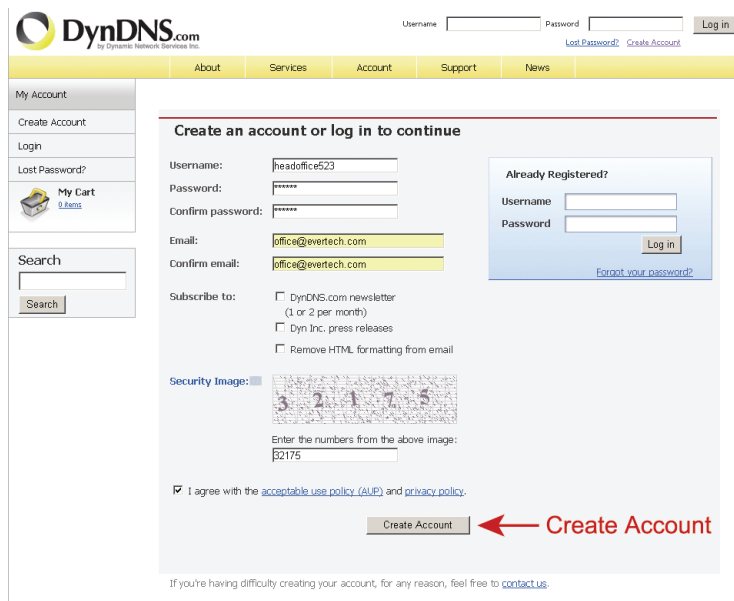 DynDNS.com
by Dynamic Network Services Inc.
Username
Password
Log in
Lost Password? Create Account
About Services Account Support News
My Account
Create Account
Login
Lost Password?
My Cart
0 items
Search
Search
Create an account or log in to continue
Username: headoffice523
Password: ******
Confirm password: ******
Email: office@evertech.com
Confirm email: office@evertech.com
Subscribe to: DynDNS.com newsletter
(1 or 2 per month)
Dyn Inc. press releases
Remove HTML formatting from email
Security Image:
3 2 1 7 5
Enter the numbers from the above image:
32175
I agree with the acceptable use policy (AUP) and privacy policy.
Create Account
Create Account
Already Registered?
Username
Password
Log in
Forgot your password?
If you're having difficulty creating your account, for any reason, feel free to contact us.